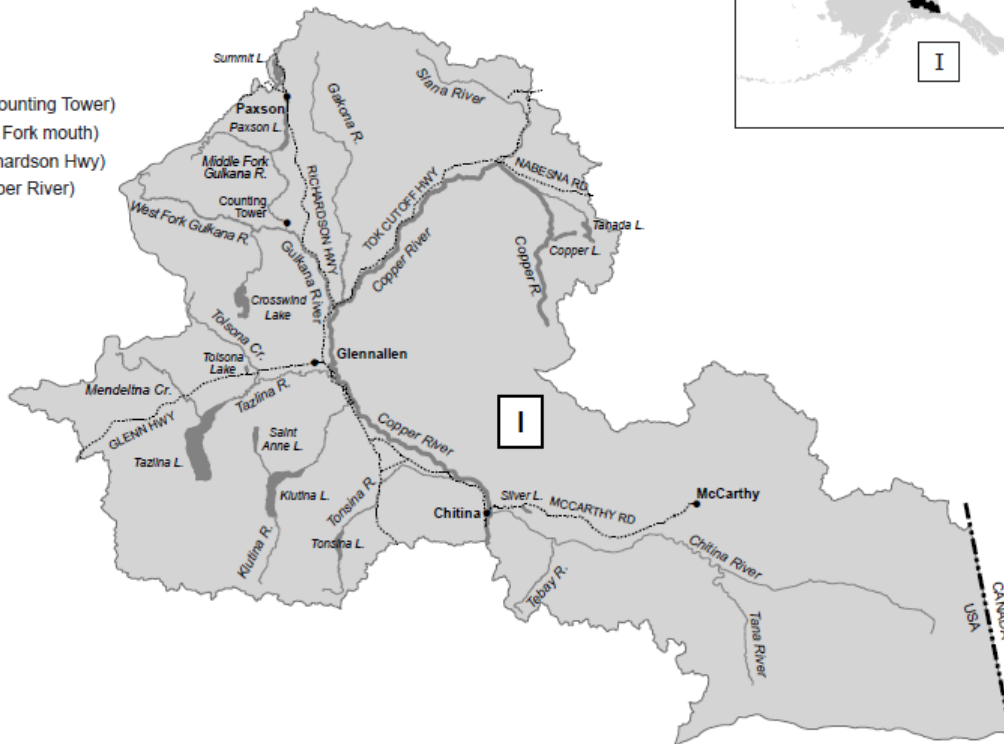 I
ounting Tower)
Fork mouth)
hardson Hwy)
per River)
Summit L.
Slana River
Paxson
Paxson L.
Gakona R.
Middle Fork
Gulkana R.
RICHARDSON HWY
NABESNA RD.
TOK CUTOFF HWY
Counting
Tower
West Fork Gulkana R.
Gulkana River
Copper River
Tanada L.
Copper L.
Copper R.
Crosswind
Lake
Tolsona Cr.
Tolsona
Lake
Glennallen
Mendeltna Cr.
Tazlina R.
GLENN HWY
Tazlina L.
Saint
Anne L.
Copper River
I
Klutina L.
Tonsina R.
Chitina
Silver L.
MCCARTHY RD
McCarthy
Klutina R.
Tonsina L.
Chitina River
Tebay R.
Tana River
USA
CANADA